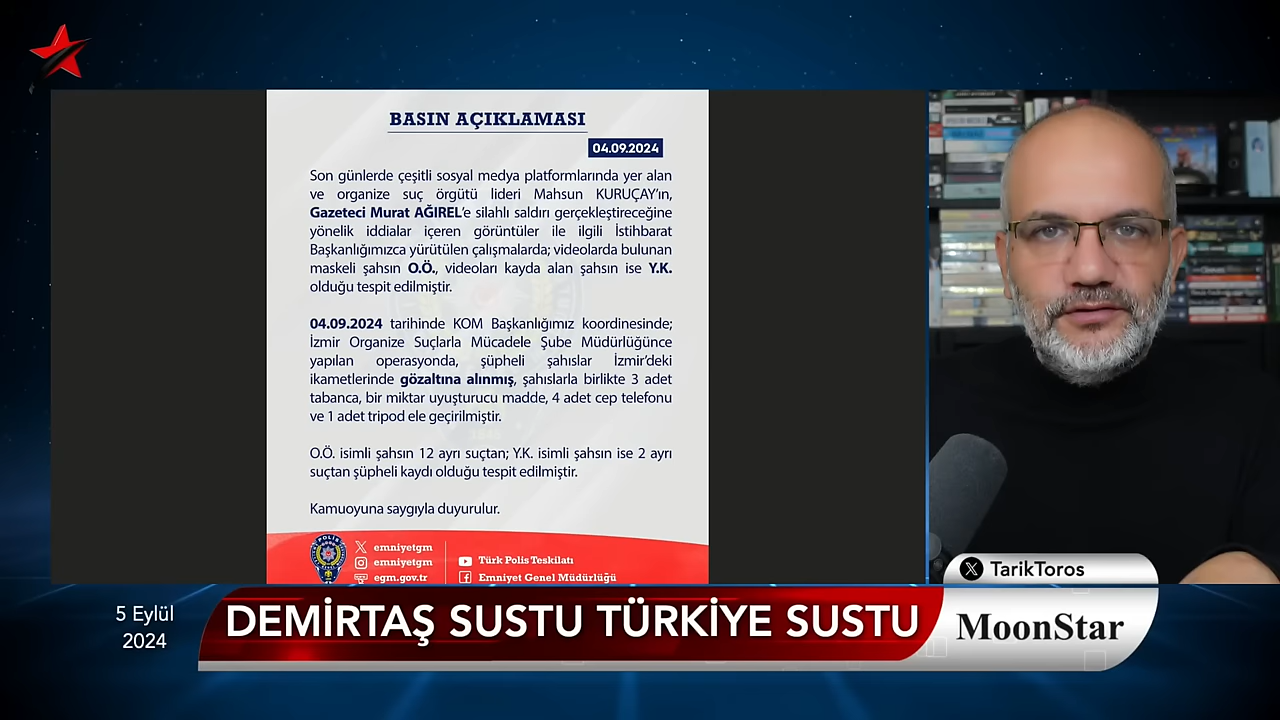 BASIN AÇIKLAMASI
04.09.2024
Son günlerde çeşitli sosyal medya platformlarında yer alan
ve organize suç örgütü lideri Mahsun KURUÇAY'ın,
Gazeteci Murat AĞIREL'e silahlı saldırı gerçekleştireceğine
yönelik iddialar içeren görüntüler ile ilgili İstihbarat
Başkanlığımızca yürütülen çalışmalarda; videolarda bulunan
maskeli şahsın O.Ö., videoları kayda alan şahsın ise Y.K.
olduğu tespit edilmiştir.
04.09.2024 tarihinde KOM Başkanlığımız koordinesinde;
İzmir Organize Suçlarla Mücadele Şube Müdürlüğünce
yapılan operasyonda, şüpheli şahıslar İzmir'deki
ikametlerinde gözaltına alınmış, şahıslarla birlikte 3 adet
tabanca, bir miktar uyuşturucu madde, 4 adet cep telefonu
ve 1 adet tripod ele geçirilmiştir.
O.Ö. isimli şahsın 12 ayrı suçtan; Y.K. isimli şahsın ise 2 ayrı
suçtan şüpheli kaydı olduğu tespit edilmiştir.
Kamuoyuna saygıyla duyurulur.
POLİS
emniyetgm
emniyetgm
egm.gov.tr
Türk Polis Teşkilatı
Emniyet Genel Müdürlüğü
TarikToros
5 Eylül
2024
DEMİRTAŞ SUSTU TÜRKİYE SUSTU
MoonStar